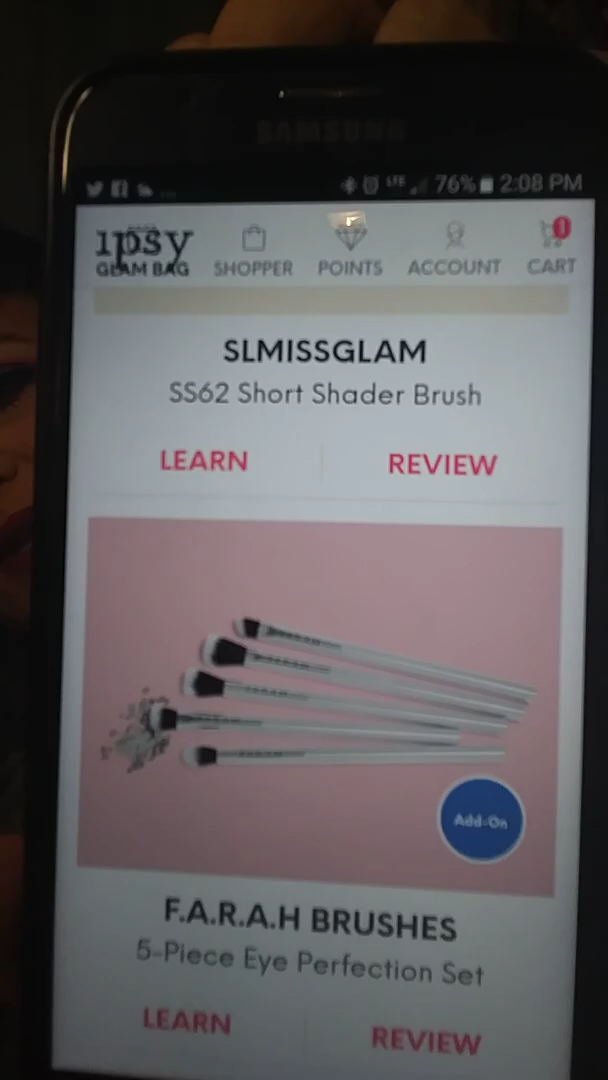 SAMSUNG
LTE 76% 2:08 PM
ipsy
GLAM BAG SHOPPER POINTS ACCOUNT CART 1
SLMISSGLAM
SS62 Short Shader Brush
LEARN REVIEW
Add-On
F.A.R.A.H BRUSHES
5-Piece Eye Perfection Set
LEARN REVIEW